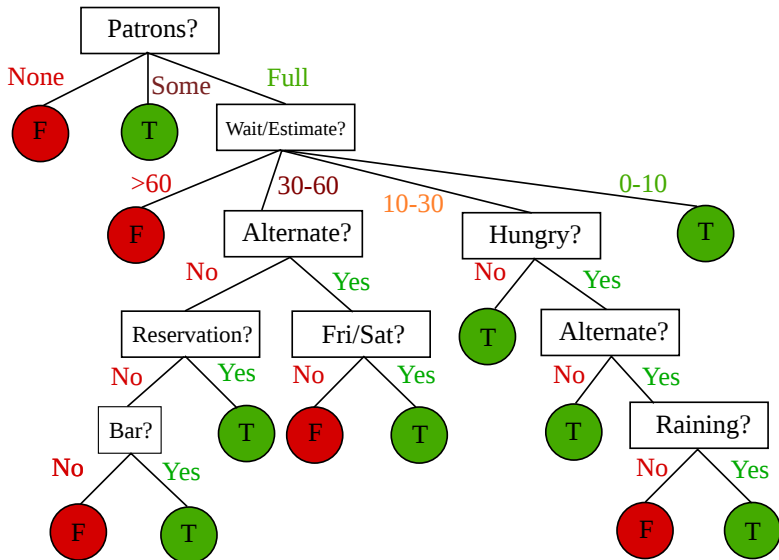 Patrons?
None
Some
Full
F
T
Wait/Estimate?
>60
30-60
10-30
0-10
F
Alternate?
Hungry?
T
No
Yes
No
Yes
Reservation?
Fri/Sat?
T
Alternate?
No
Yes
No
Yes
No
Yes
Bar?
T
F
T
T
Raining?
No
Yes
No
Yes
F
T
F
T